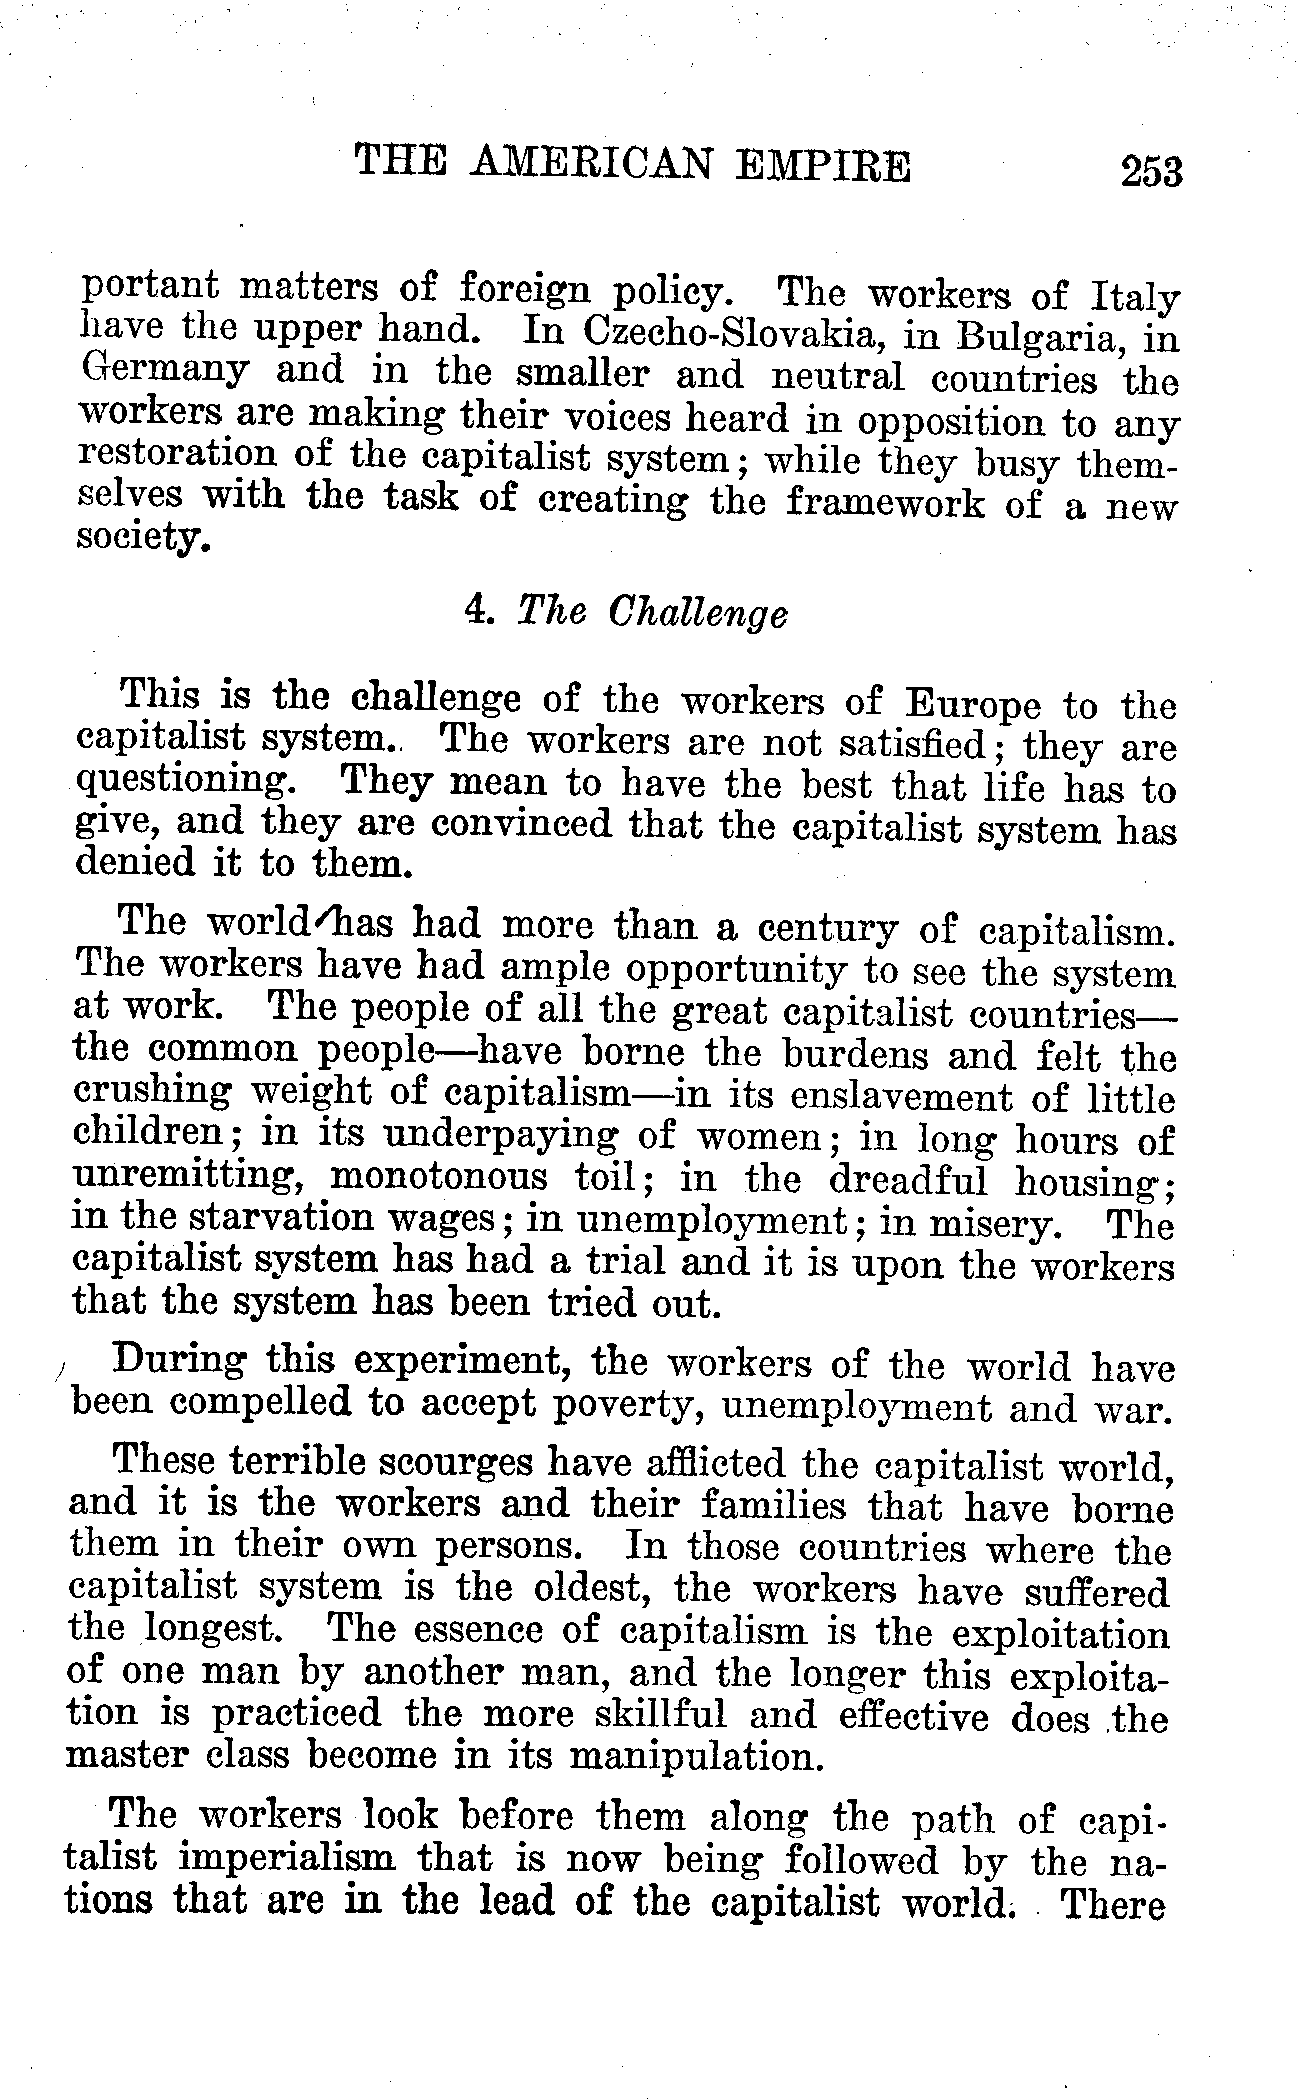 THE AMERICAN EMPIRE 253
portant matters of foreign policy. The workers of Italy
have the upper hand. In Czecho-Slovakia, in Bulgaria, in
Germany and in the smaller and neutral countries the
workers are making their voices heard in opposition to any
restoration of the capitalist system; while they busy them-
selves with the task of creating the framework of a new
society.
4. The Challenge
This is the challenge of the workers of Europe to the
capitalist system. The workers are not satisfied; they are
questioning. They mean to have the best that life has to
give, and they are convinced that the capitalist system has
denied it to them.
The world has had more than a century of capitalism.
The workers have had ample opportunity to see the system
at work. The people of all the great capitalist countries—
the common people—have borne the burdens and felt the
crushing weight of capitalism—in its enslavement of little
children; in its underpaying of women; in long hours of
unremitting, monotonous toil; in the dreadful housing;
in the starvation wages; in unemployment; in misery. The
capitalist system has had a trial and it is upon the workers
that the system has been tried out.
During this experiment, the workers of the world have
been compelled to accept poverty, unemployment and war.
These terrible scourges have afflicted the capitalist world,
and it is the workers and their families that have borne
them in their own persons. In those countries where the
capitalist system is the oldest, the workers have suffered
the longest. The essence of capitalism is the exploitation
of one man by another man, and the longer this exploita-
tion is practiced the more skillful and effective does the
master class become in its manipulation.
The workers look before them along the path of capi-
talist imperialism that is now being followed by the na-
tions that are in the lead of the capitalist world. There